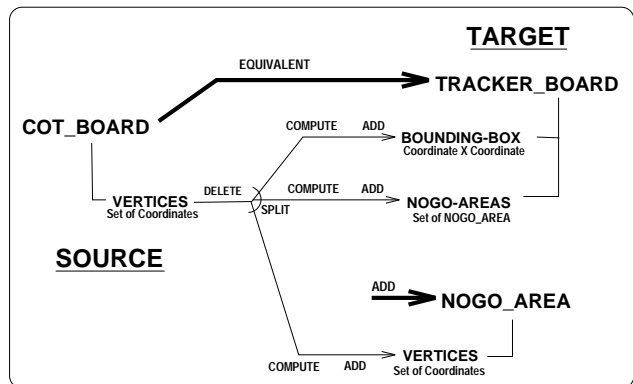 TARGET
EQUIVALENT
TRACKER_BOARD
COT_BOARD
COMPUTE ADD BOUNDING-BOX
Coordinate X Coordinate
VERTICES
Set of Coordinates
DELETE
SPLIT
COMPUTE ADD NOGO-AREAS
Set of NOGO_AREA
SOURCE
ADD
NOGO_AREA
COMPUTE ADD VERTICES
Set of Coordinates